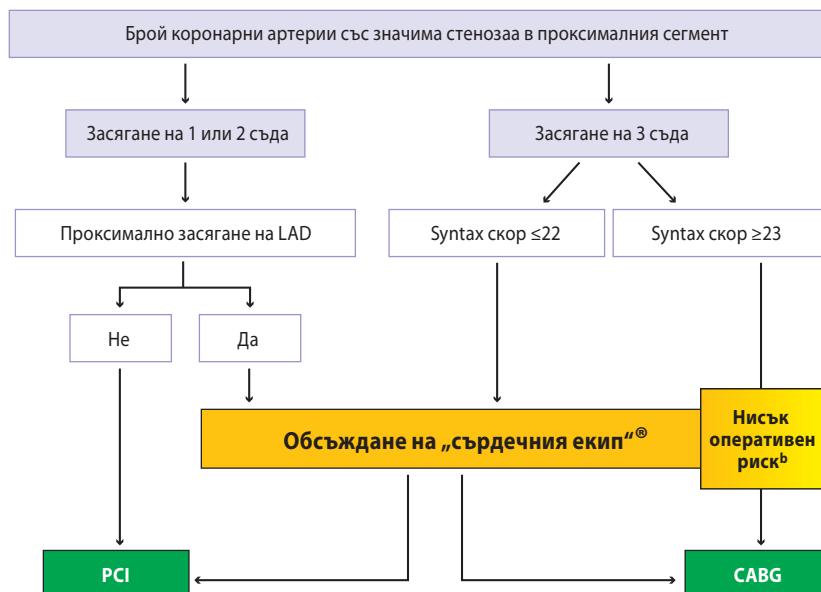 Брой коронарни артерии със значима стенозаа в проксималния сегмент
Засягане на 1 или 2 съда
Засягане на 3 съда
Проксимално засягане на LAD
Syntax скор ≤22
Syntax скор ≥23
Не
Да
Обсъждане на „сърдечния екип“®
Нисък
оперативен
рискb
PCI
CABG